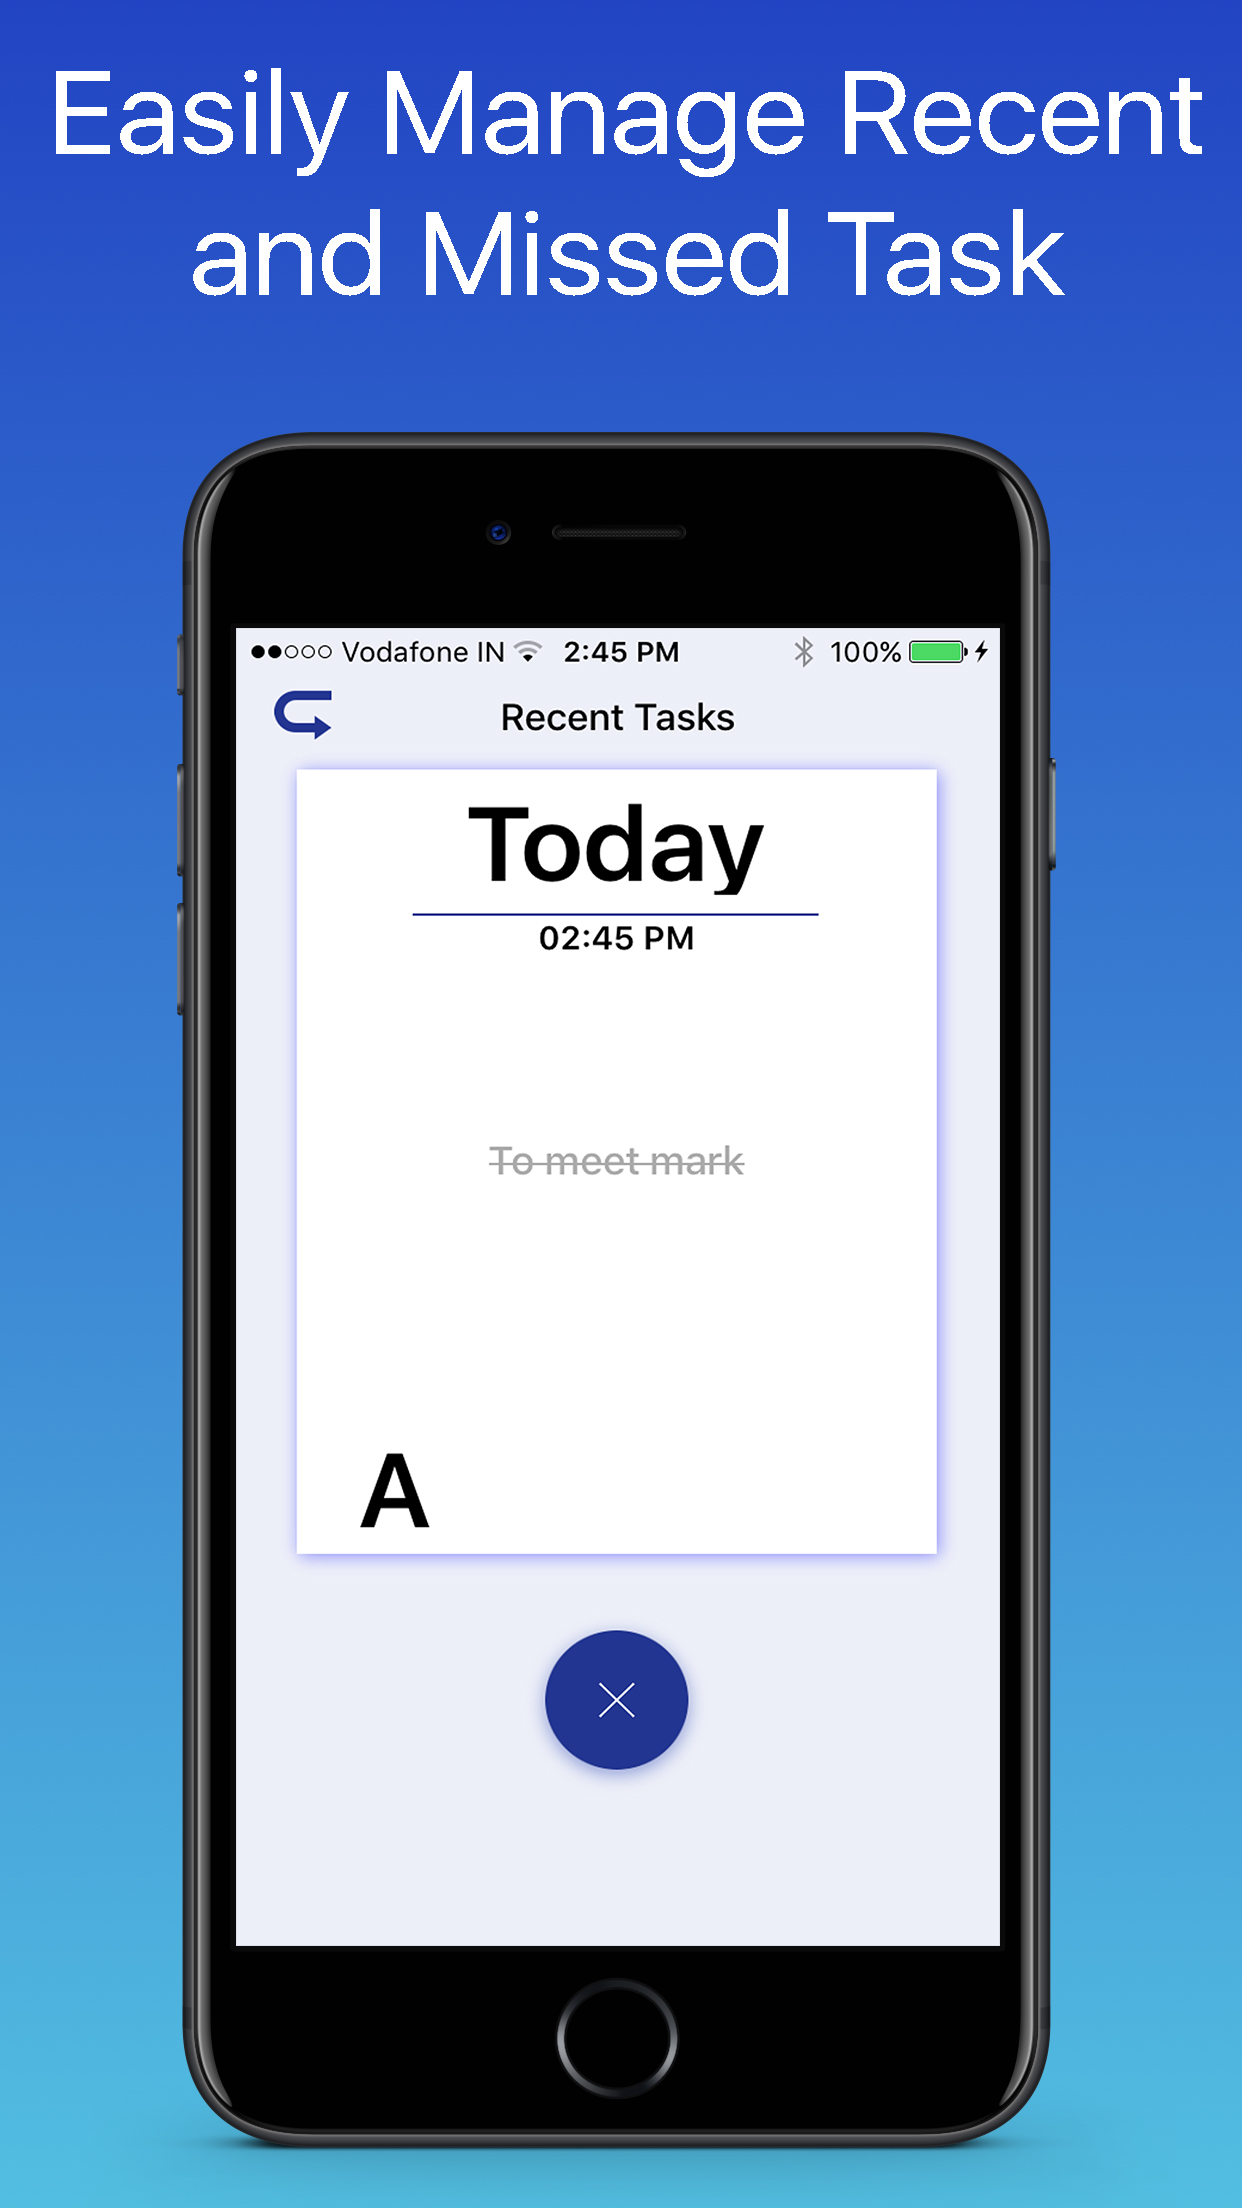 Easily Manage Recent
and Missed Task
Vodafone IN 2:45 PM 100%
Recent Tasks
Today
02:45 PM
To meet mark
A